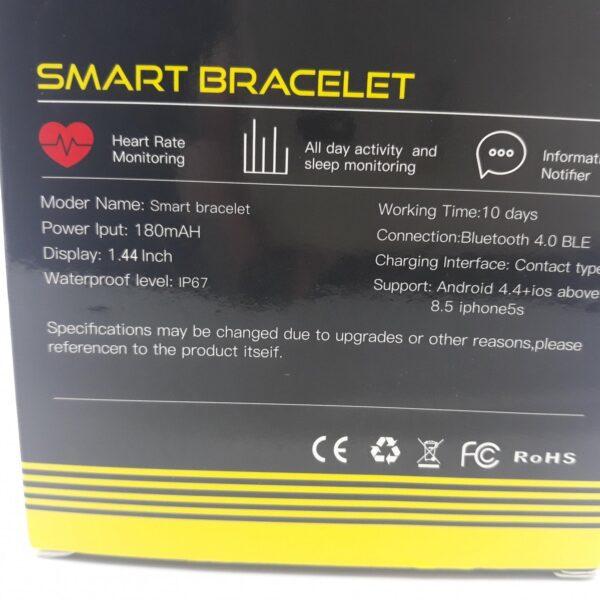 SMART BRACELET
Heart Rate
Monitoring
All day activity and
sleep monitoring
Notifier
Moder Name: Smart bracelet
Power Iput: 180mAH
Display: 1.44 Inch
Waterproof level: IP67
Working Time:10 days
Connection:Bluetooth 4.0 BLE
Charging Interface: Contact type
Support: Android 4.4+ios above
8.5 iphone5s
Specifications may be changed due to upgrades or other reasons,please
referencen to the product itseif.
CE FC RoHS